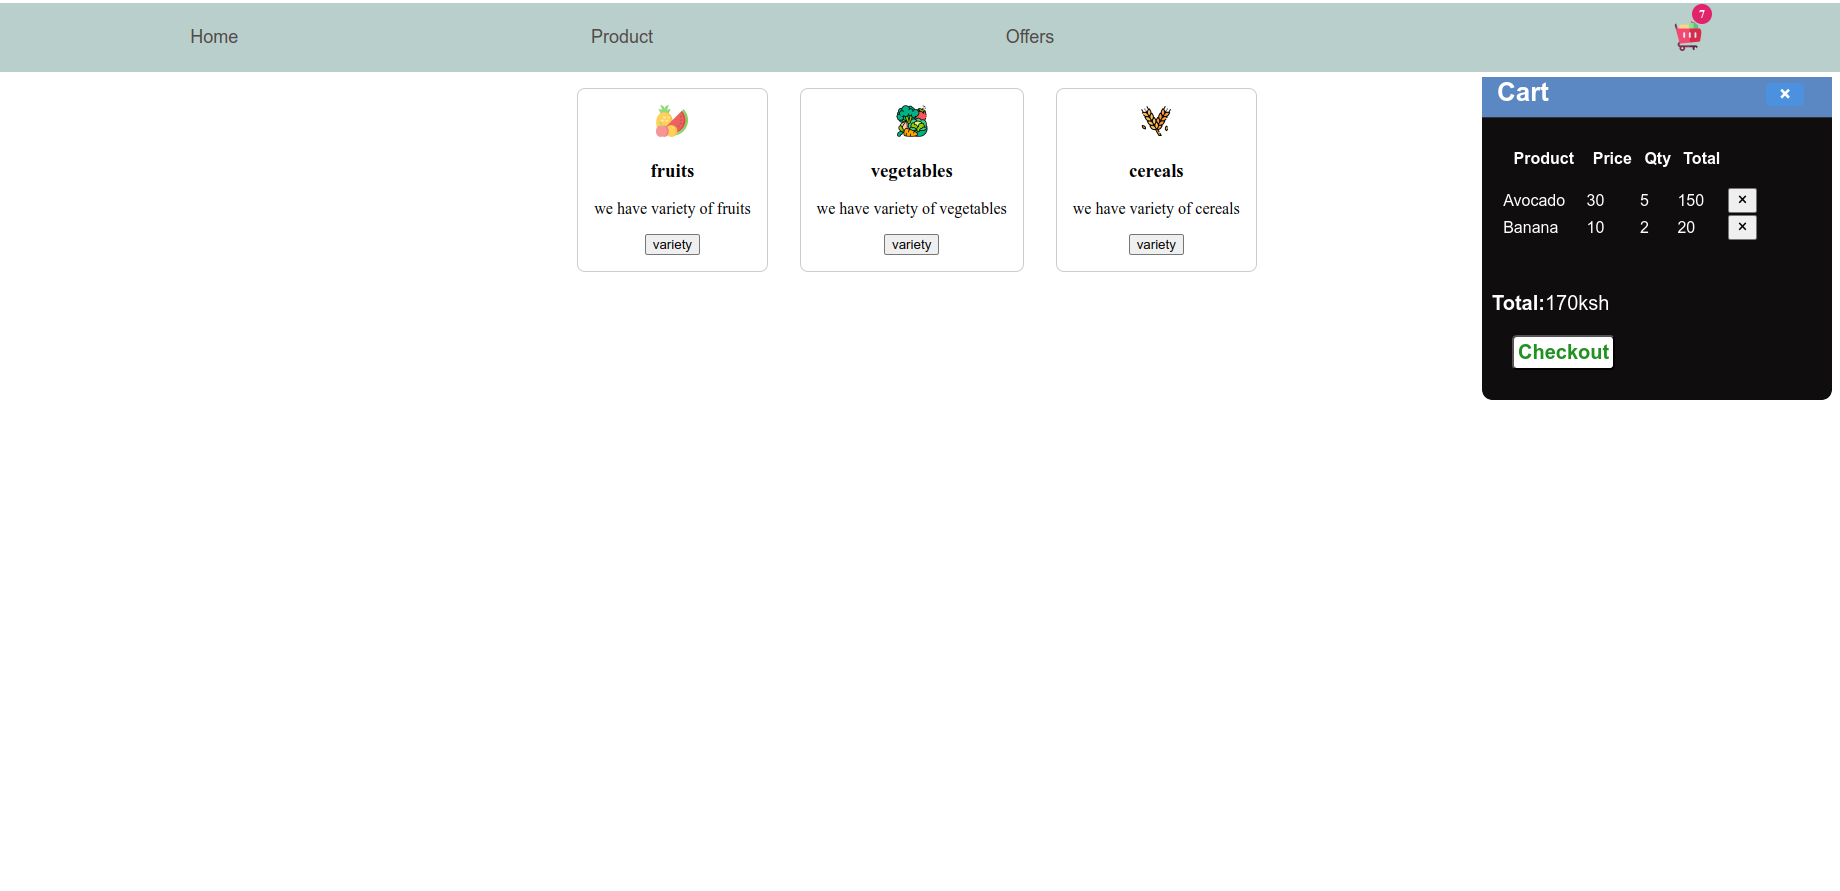 Home Product Offers 7
fruits
we have variety of fruits
variety
vegetables
we have variety of vegetables
variety
cereals
we have variety of cereals
variety
Cart ×
Product Price Qty Total
Avocado 30 5 150 ×
Banana 10 2 20 ×
Total:170ksh
Checkout